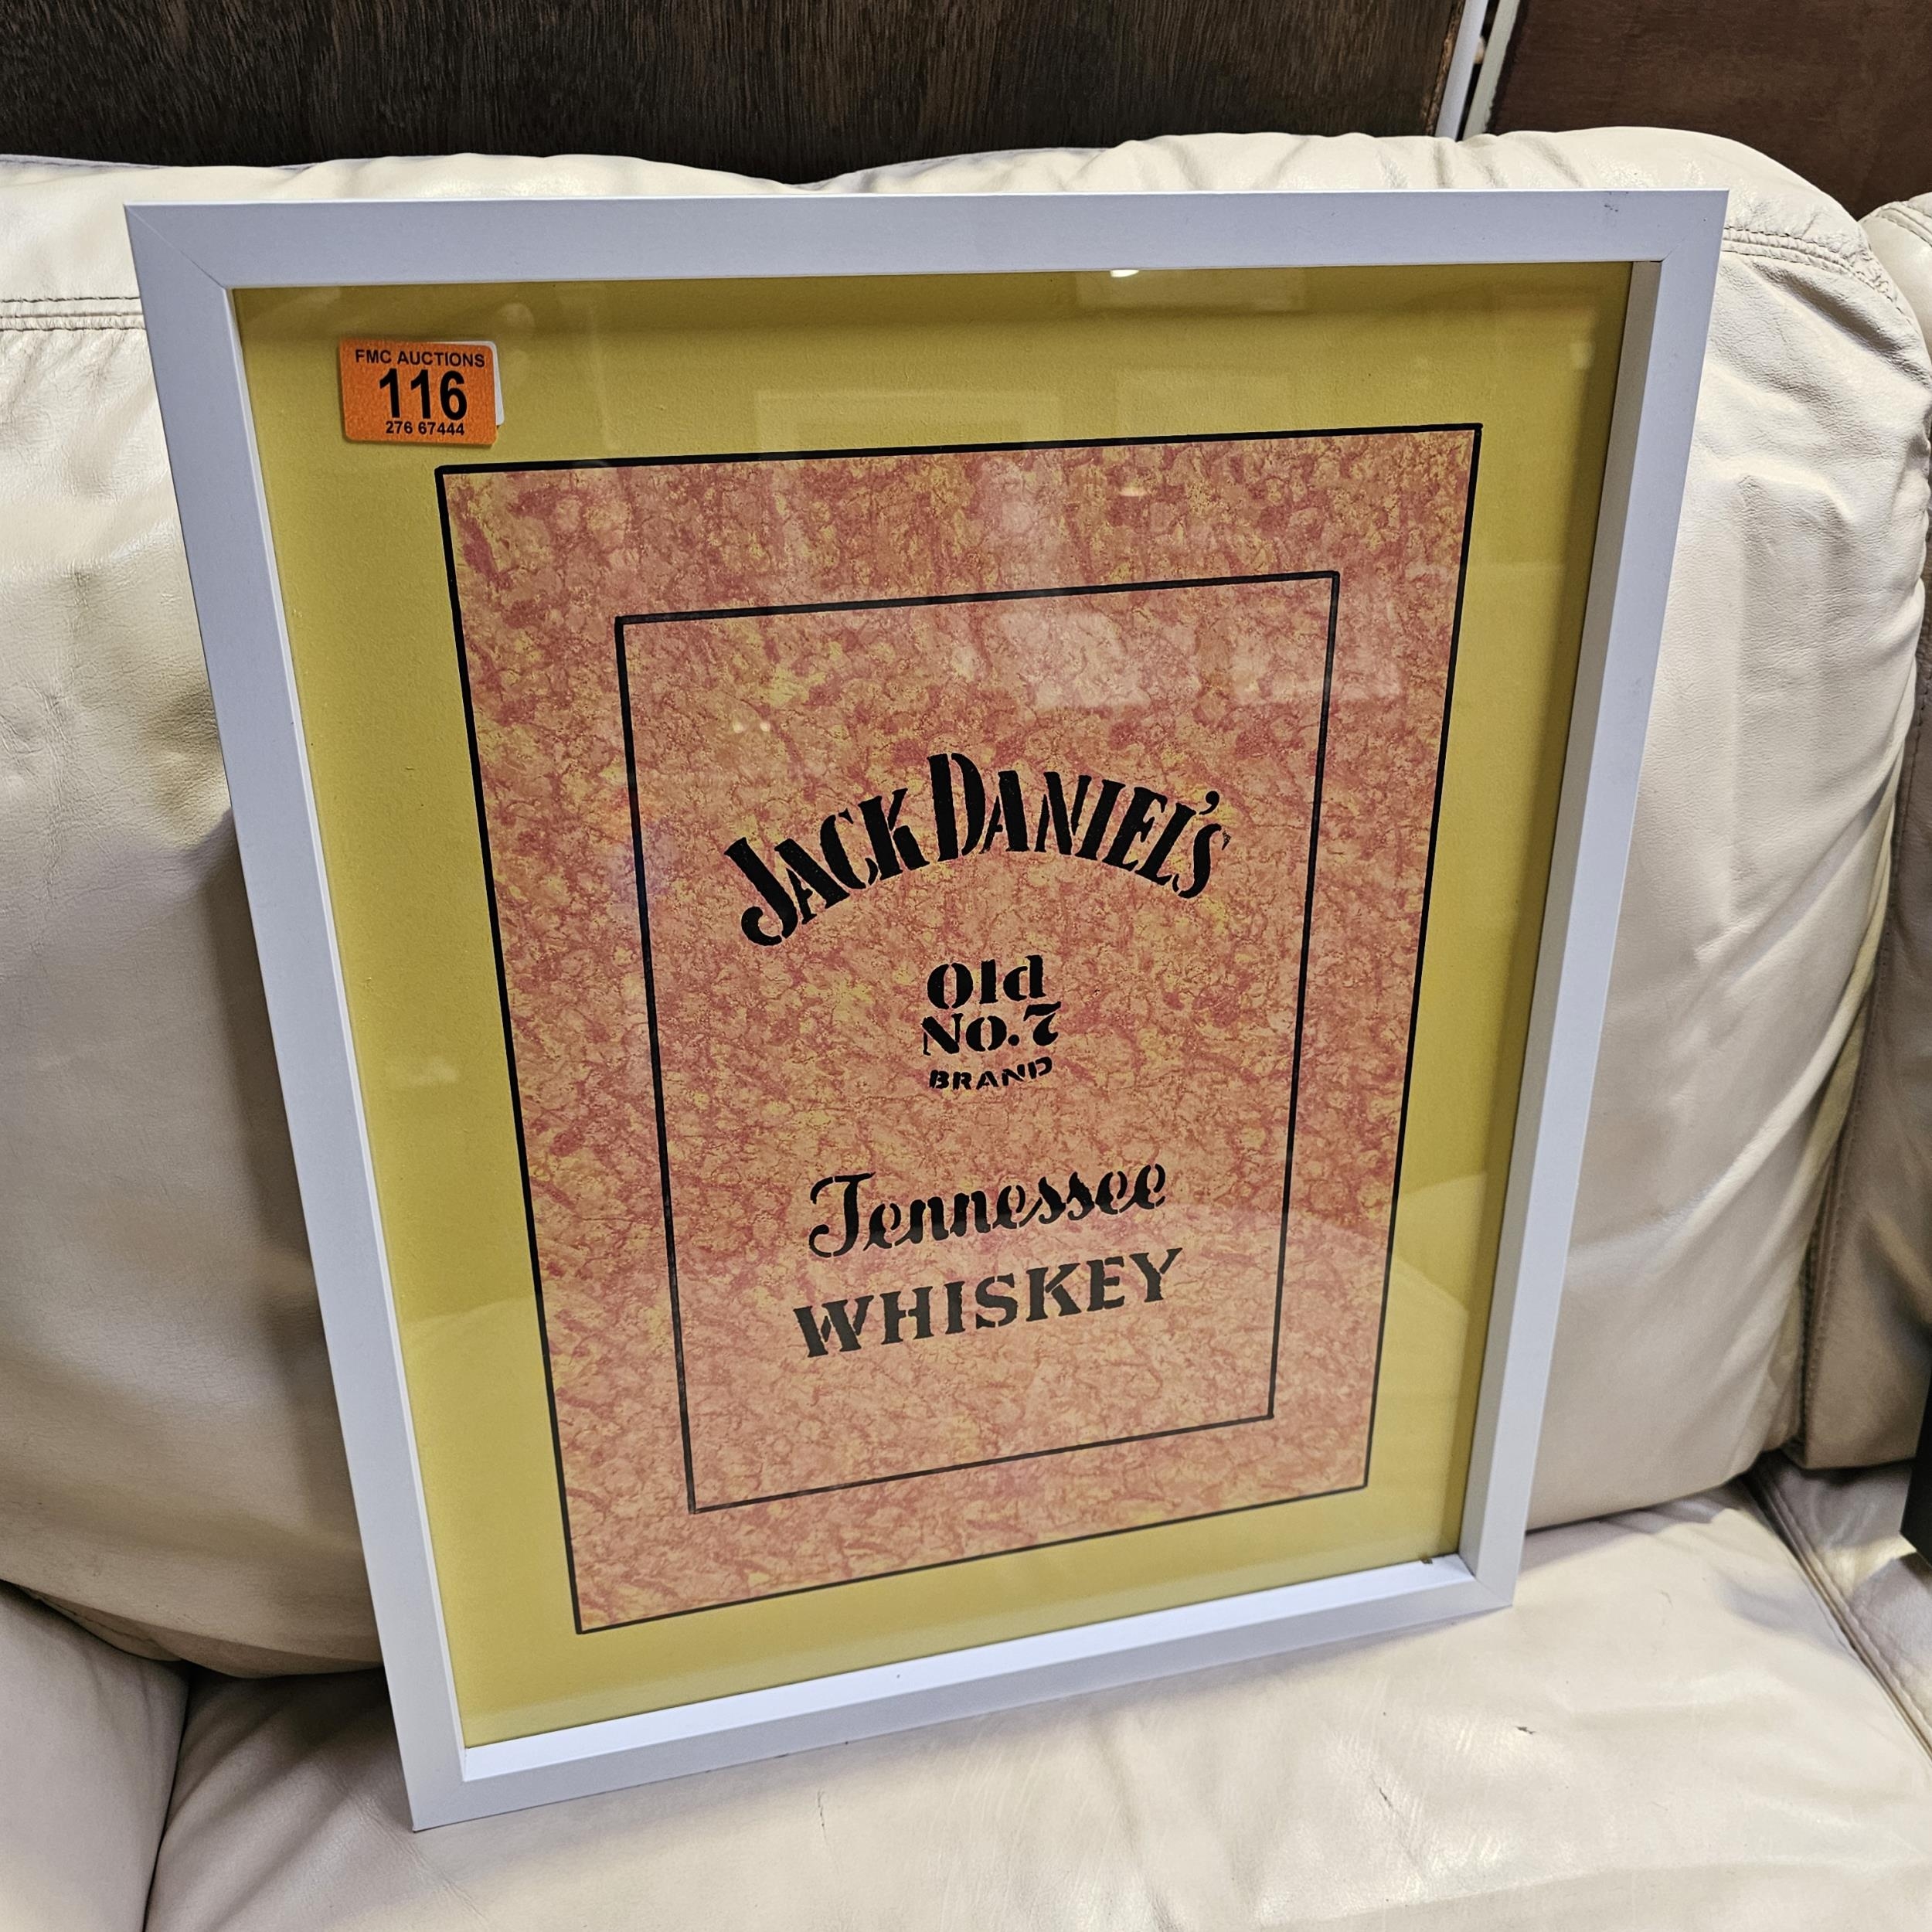 FMC AUCTIONS
116
276 67444
JACK DANIEL'S
Old
No.7
BRAND
Tennessee
WHISKEY